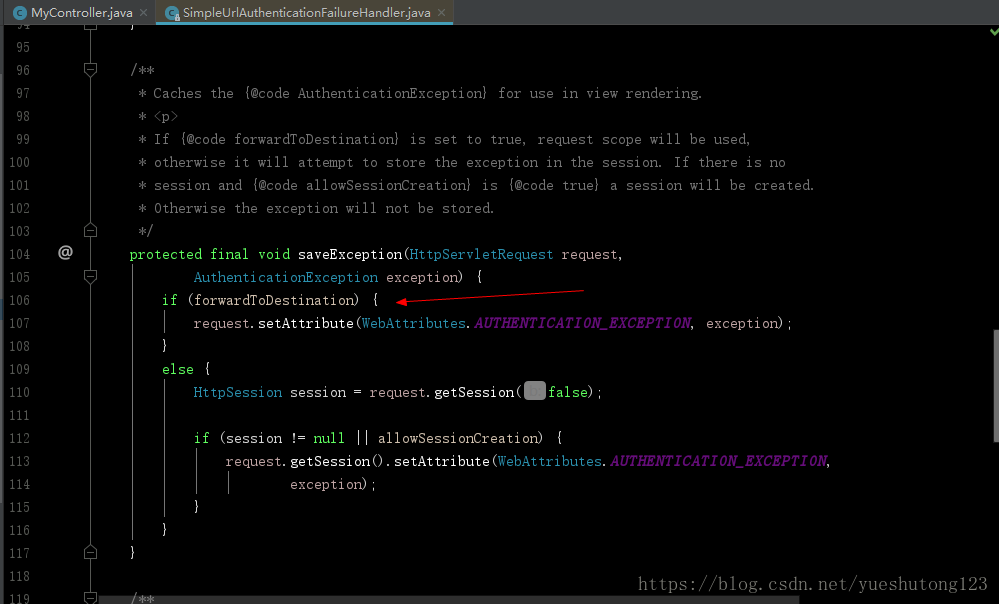 MyController.java × SimpleUrlAuthenticationFailureHandler.java ×
94 }
95
96 /**
97 * Caches the {@code AuthenticationException} for use in view rendering.
98 * <p>
99 * If {@code forwardToDestination} is set to true, request scope will be used,
100 * otherwise it will attempt to store the exception in the session. If there is no
101 * session and {@code allowSessionCreation} is {@code true} a session will be created.
102 * Otherwise the exception will not be stored.
103 */
104 @ protected final void saveException(HttpServletRequest request,
105 AuthenticationException exception) {
106 if (forwardToDestination) {
107 request.setAttribute(WebAttributes.AUTHENTICATION_EXCEPTION, exception);
108 }
109 else {
110 HttpSession session = request.getSession(false);
111
112 if (session != null || allowSessionCreation) {
113 request.getSession().setAttribute(WebAttributes.AUTHENTICATION_EXCEPTION,
114 exception);
115 }
116 }
117 }
118
119 /**
https://blog.csdn.net/yueshutong123